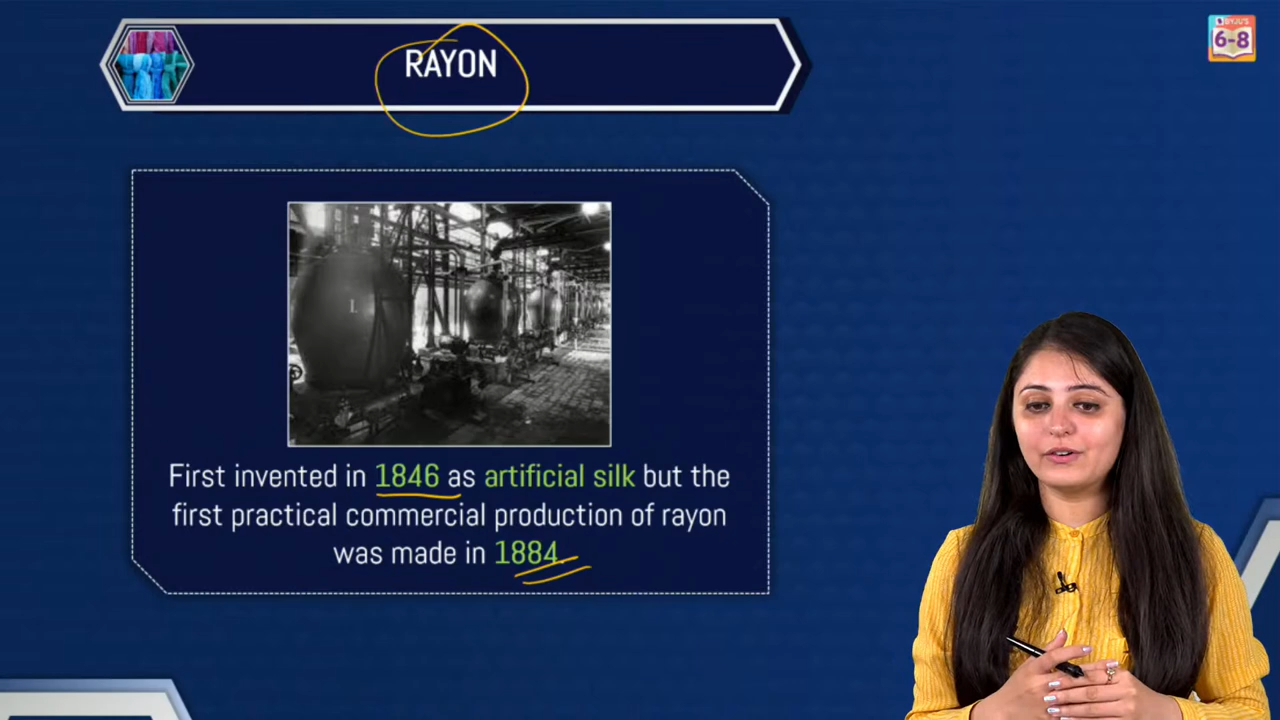 RAYON
BYJU'S
6-8
L
First invented in 1846 as artificial silk but the
first practical commercial production of rayon
was made in 1884.